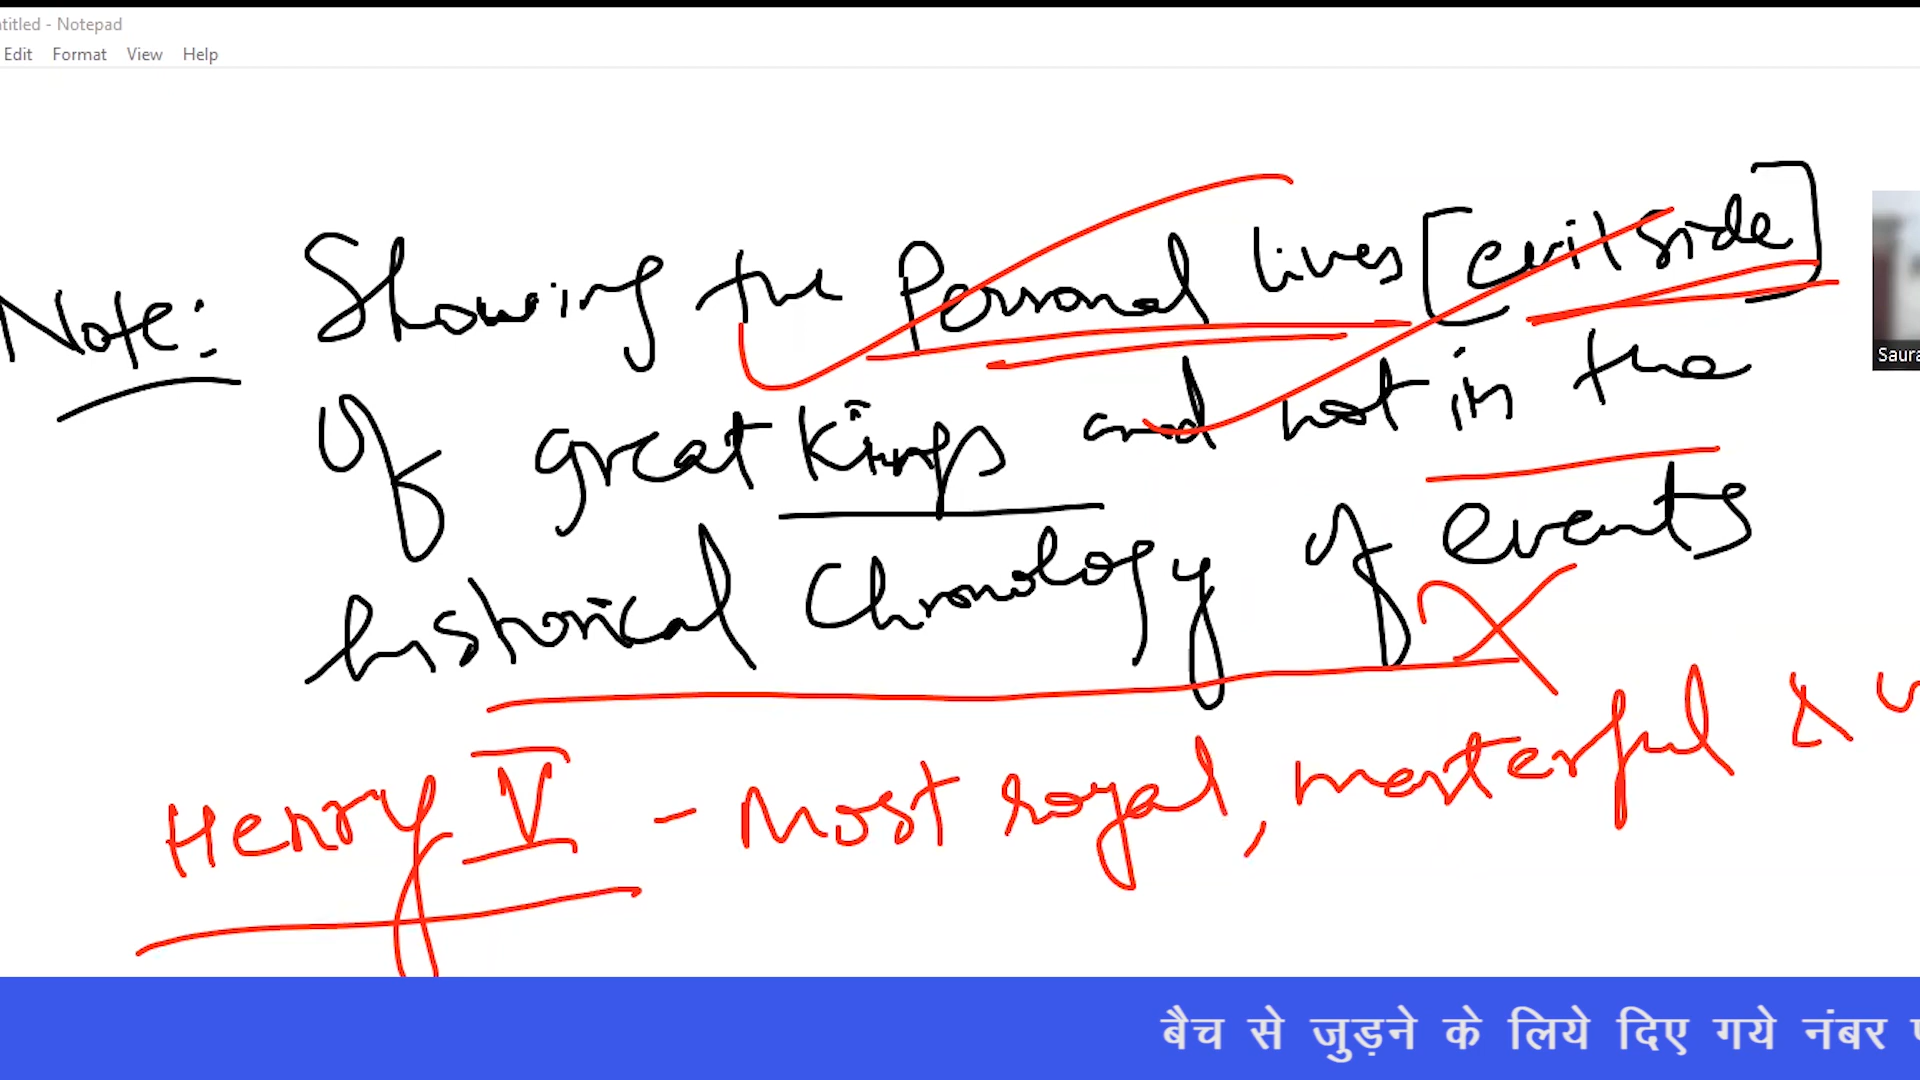 ntitled - Notepad
Edit Format View Help
Note: Showing the Personal lives [evil side]
Of great Kings and not in the
historical Chronology of events
Henry V - Most royal, masterful &
Saura
बैच से जुड़ने के लिये दिए गये नंबर